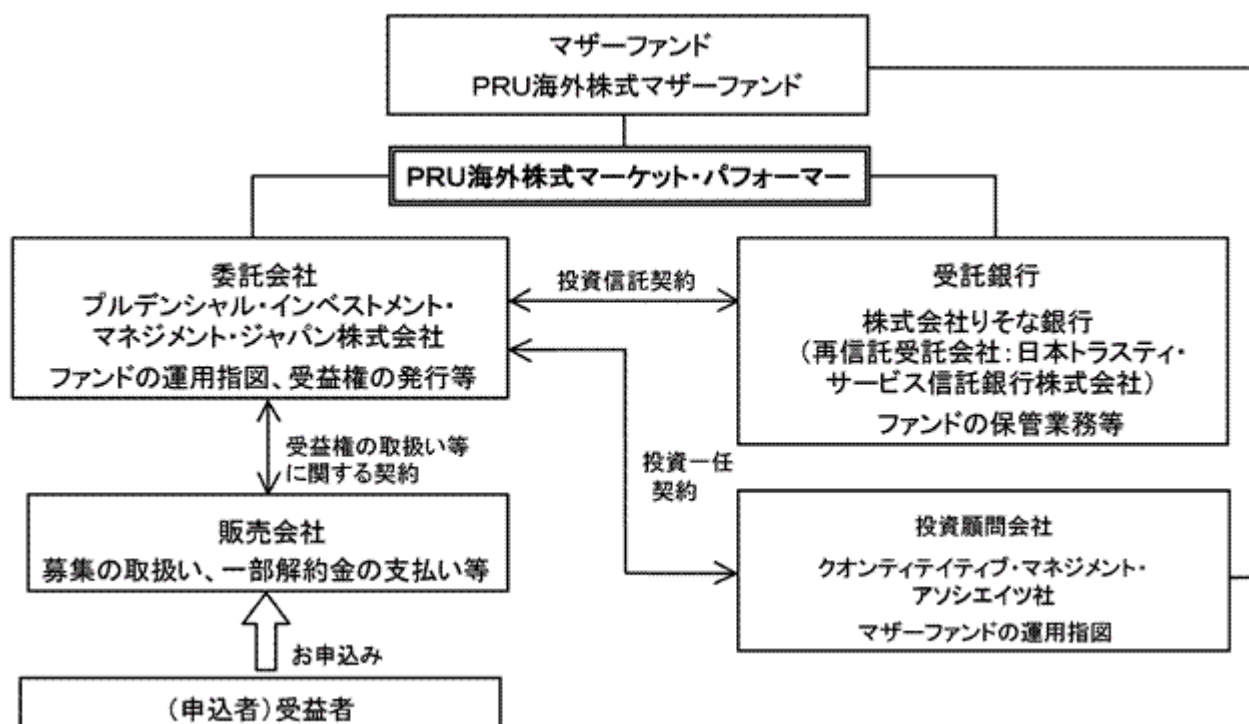 マザーファンド
PRU海外株式マザーファンド
PRU海外株式マーケット・パフォーマー
委託会社
プルデンシャル・インベストメント・
マネジメント・ジャパン株式会社
ファンドの運用指図、受益権の発行等
投資信託契約
受託銀行
株式会社りそな銀行
（再信託受託会社：日本トラスティ・
サービス信託銀行株式会社）
ファンドの保管業務等
受益権の取扱い等
に関する契約
投資一任
契約
販売会社
募集の取扱い、一部解約金の支払い等
投資顧問会社
クオンティテイティブ・マネジメント・
アソシエイツ社
マザーファンドの運用指図
お申込み
（申込者）受益者